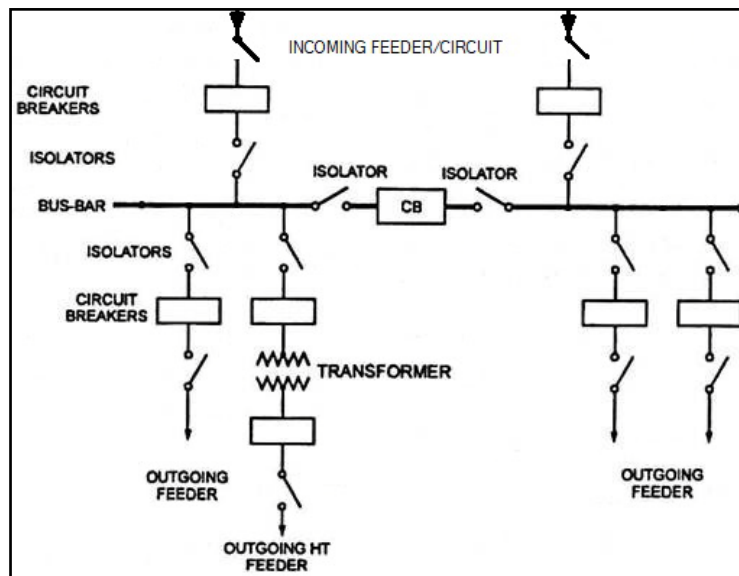 INCOMING FEEDER/CIRCUIT
CIRCUIT
BREAKERS
ISOLATORS
ISOLATOR
ISOLATOR
BUS-BAR
CB
ISOLATORS
CIRCUIT
BREAKERS
TRANSFORMER
OUTGOING
FEEDER
OUTGOING
FEEDER
OUTGOING HT
FEEDER